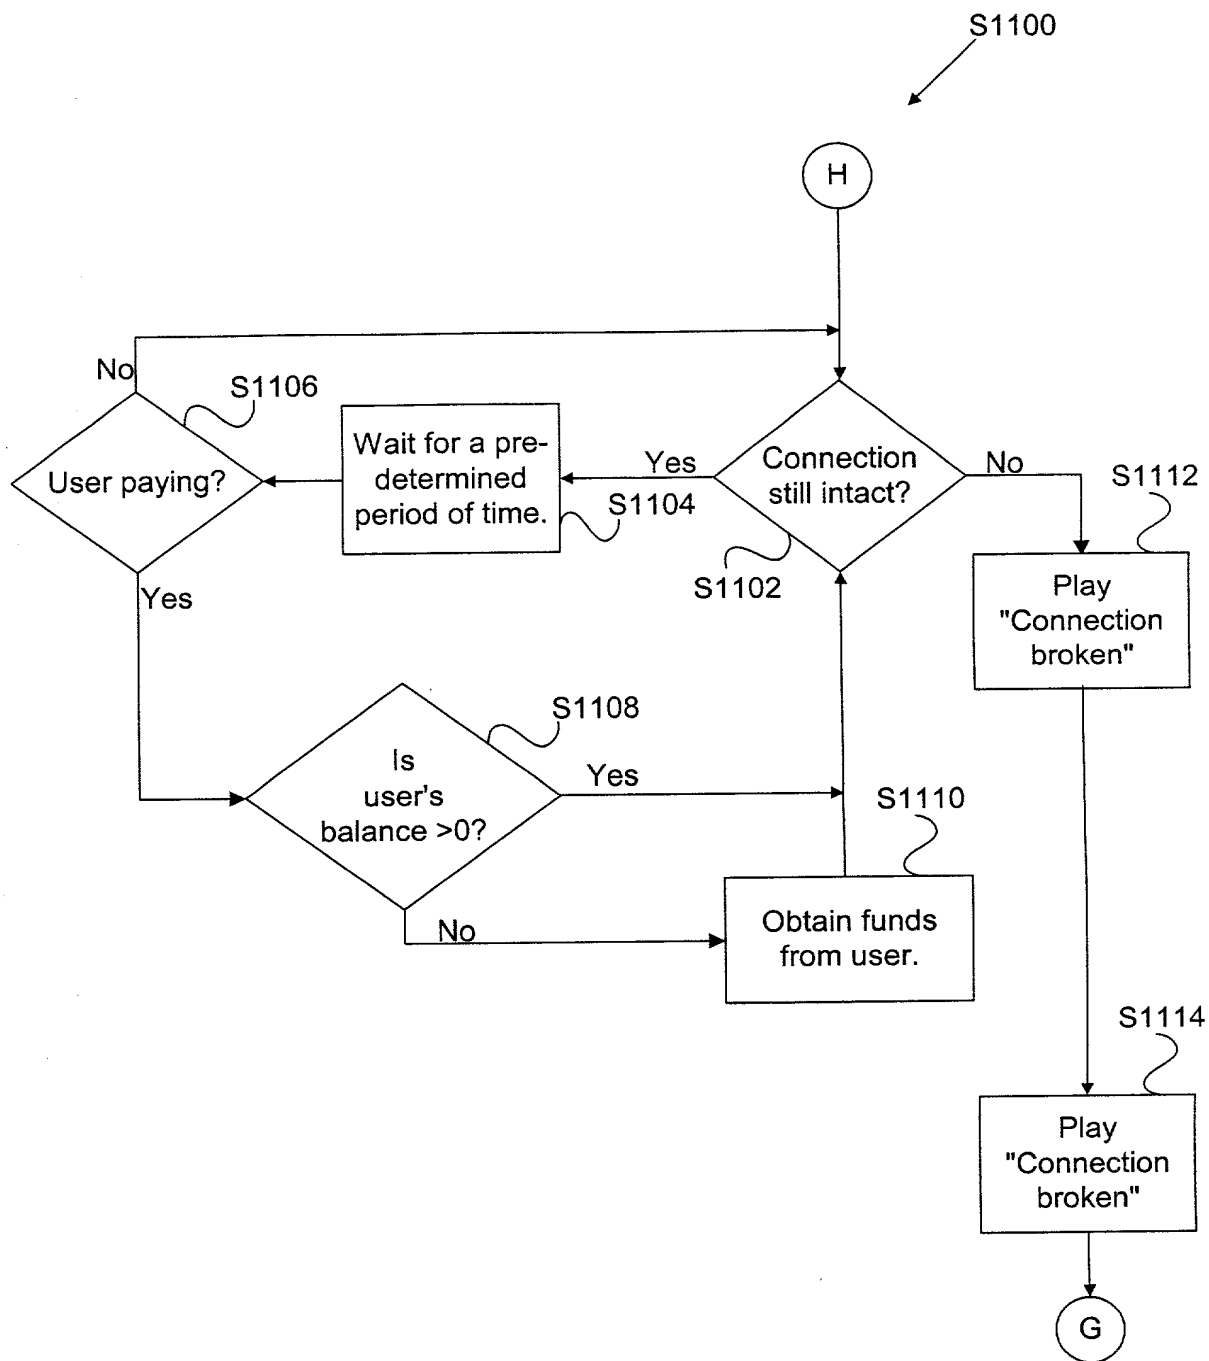 S1100
H
No
S1106
User paying?
Yes
Wait for a pre-
determined
period of time.
S1104
Yes
Connection
still intact?
S1102
No
S1112
Play
"Connection
broken"
Is
user's
balance >0?
S1108
Yes
No
S1110
Obtain funds
from user.
S1114
Play
"Connection
broken"
G